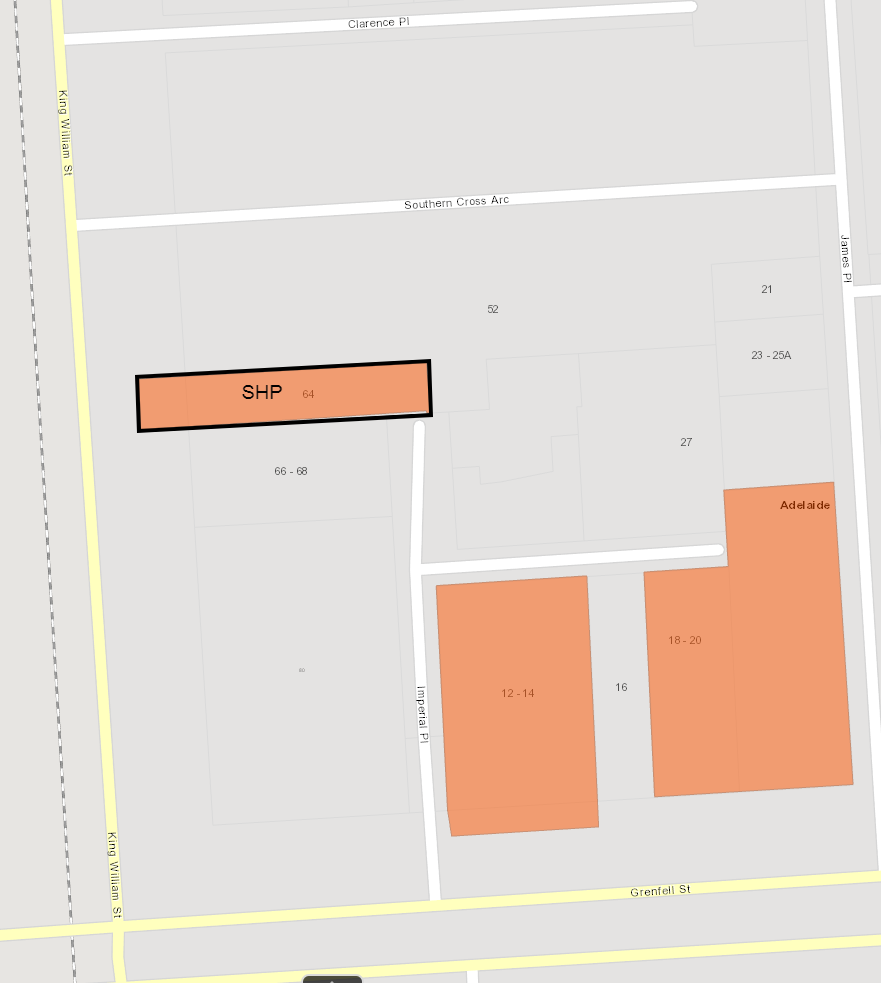 Clarence Pl
King William St
Southern Cross Arc
James Pl
21
52
23 - 25A
SHP 64
27
66 - 68
Adelaide
18 - 20
16
12 - 14
Imperial Pl
King William St
Grenfell St